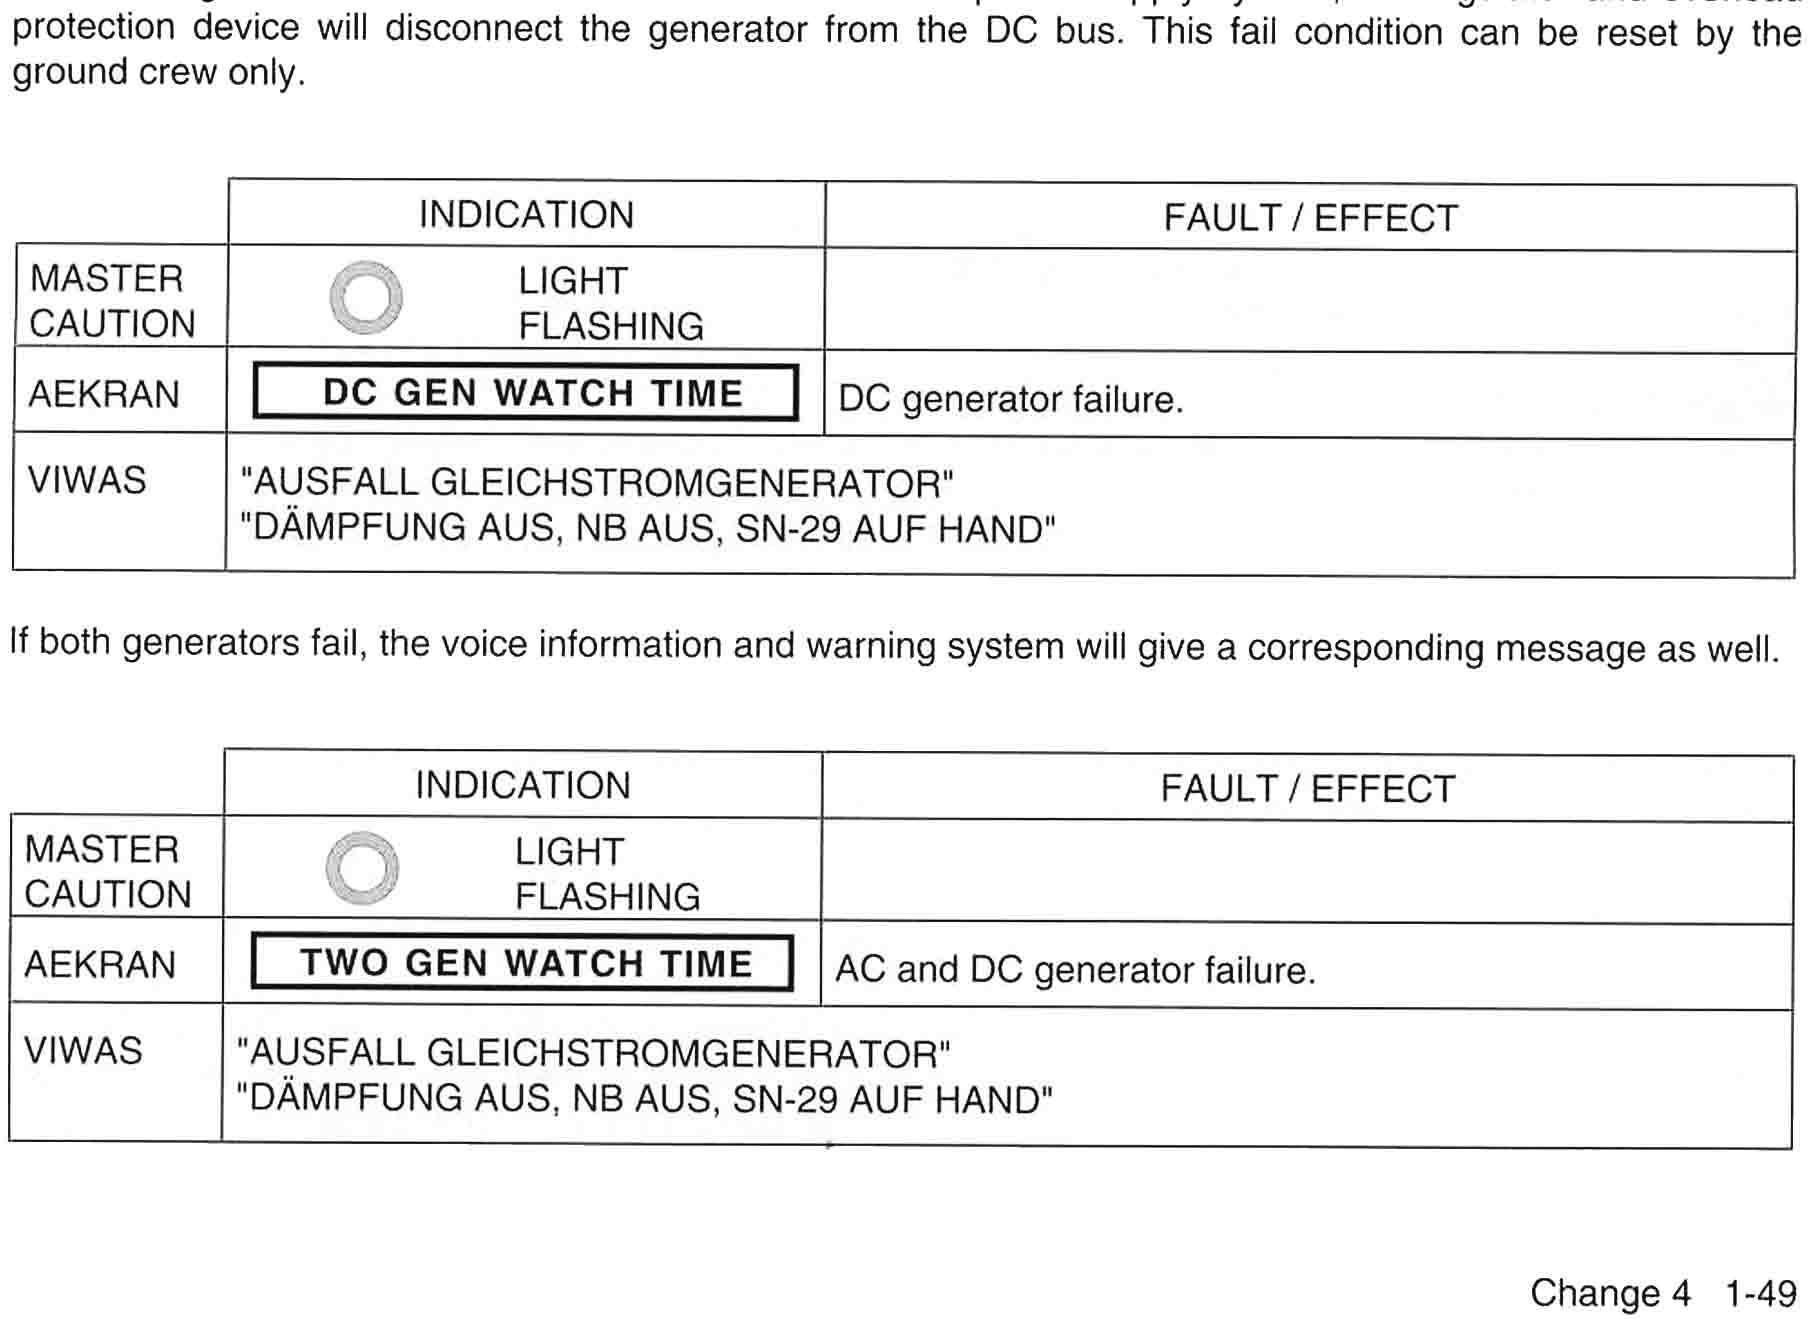 protection device will disconnect the generator from the DC bus. This fail condition can be reset by the
ground crew only.
INDICATION FAULT / EFFECT
MASTER CAUTION LIGHT FLASHING
AEKRAN DC GEN WATCH TIME DC generator failure.
VIWAS "AUSFALL GLEICHSTROMGENERATOR"
"DÄMPFUNG AUS, NB AUS, SN-29 AUF HAND"
If both generators fail, the voice information and warning system will give a corresponding message as well.
INDICATION FAULT / EFFECT
MASTER CAUTION LIGHT FLASHING
AEKRAN TWO GEN WATCH TIME AC and DC generator failure.
VIWAS "AUSFALL GLEICHSTROMGENERATOR"
"DÄMPFUNG AUS, NB AUS, SN-29 AUF HAND"
Change 4 1-49